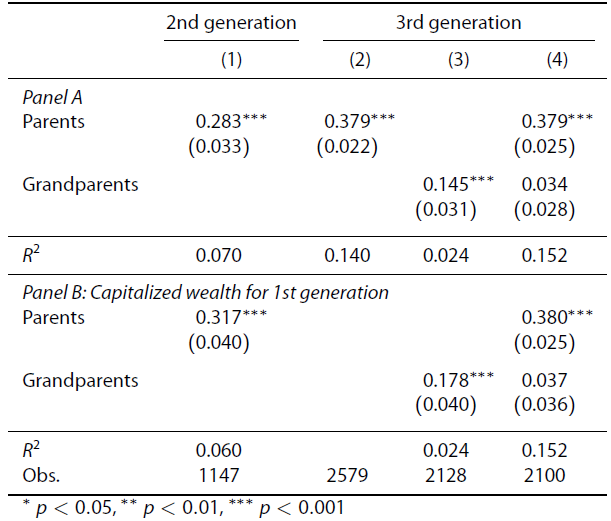 2nd generation 3rd generation
(1) (2) (3) (4)
Panel A
Parents 0.283*** 0.379*** 0.379***
(0.033) (0.022) (0.025)
Grandparents 0.145*** 0.034
(0.031) (0.028)
R² 0.070 0.140 0.024 0.152
Panel B: Capitalized wealth for 1st generation
Parents 0.317*** 0.380***
(0.040) (0.025)
Grandparents 0.178*** 0.037
(0.040) (0.036)
R² 0.060 0.024 0.152
Obs. 1147 2579 2128 2100
* p < 0.05, ** p < 0.01, *** p < 0.001